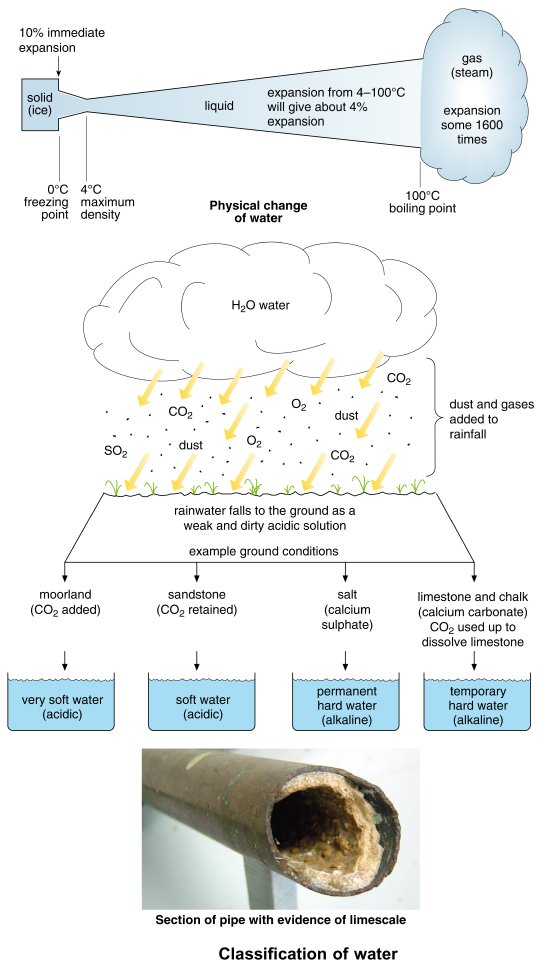 10% immediate
expansion
solid
(ice)
liquid
expansion from 4–100°C
will give about 4%
expansion
gas
(steam)
expansion
some 1600
times
0°C
freezing
point
4°C
maximum
density
100°C
boiling point
Physical change
of water
H₂O water
CO₂
CO₂
O₂
dust
SO₂
dust
O₂
CO₂
dust and gases
added to
rainfall
rainwater falls to the ground as a
weak and dirty acidic solution
example ground conditions
moorland
(CO₂ added)
sandstone
(CO₂ retained)
salt
(calcium
sulphate)
limestone and chalk
(calcium carbonate)
CO₂ used up to
dissolve limestone
very soft water
(acidic)
soft water
(acidic)
permanent
hard water
(alkaline)
temporary
hard water
(alkaline)
Section of pipe with evidence of limescale
Classification of water